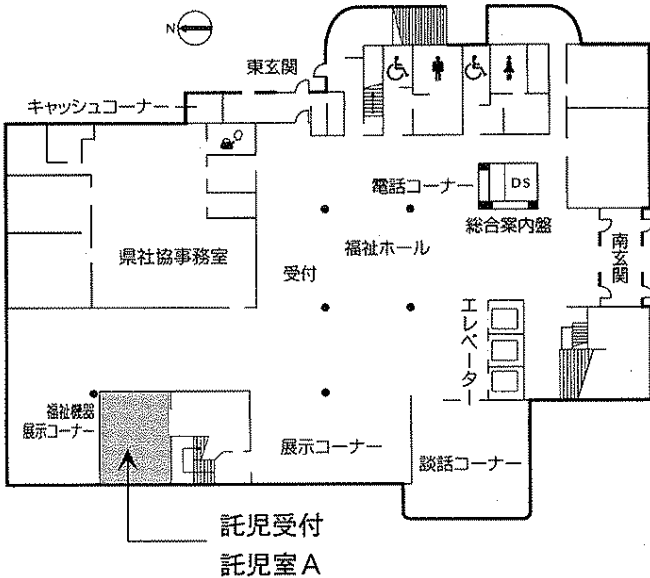 N
東玄関
キャッシュコーナー
電話コーナー
DS
総合案内盤
南玄関
県社協事務室
福祉ホール
受付
エレベーター
福祉機器
展示コーナー
展示コーナー
談話コーナー
託児受付
託児室A